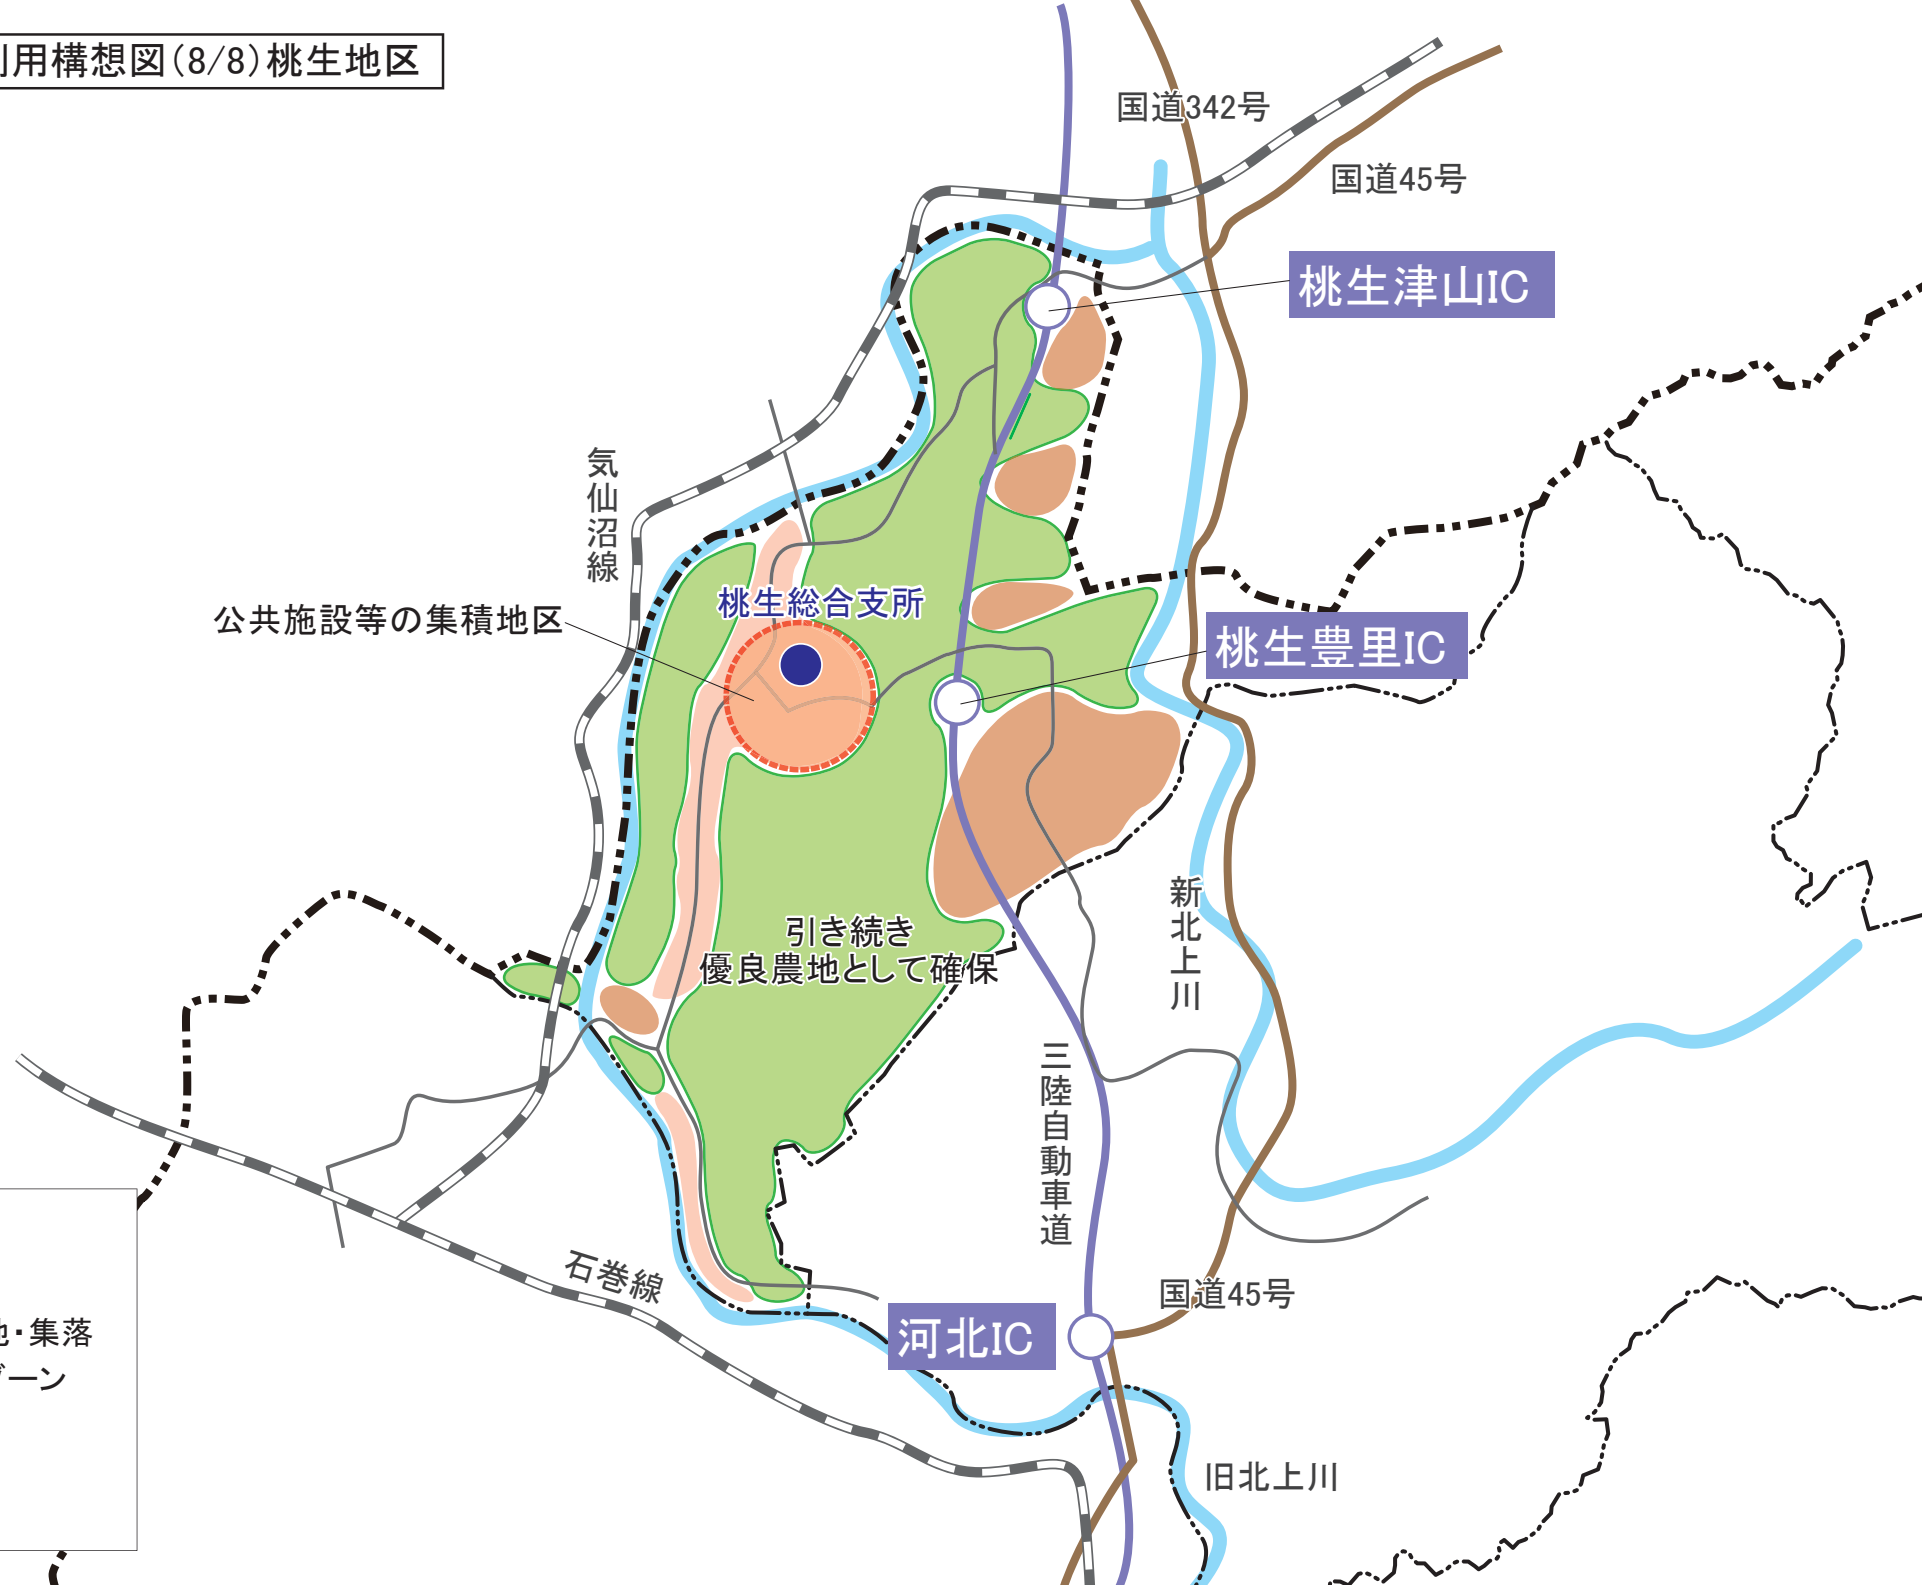 用構想図(8/8)桃生地区
国道342号
国道45号
桃生津山IC
気仙沼線
桃生総合支所
公共施設等の集積地区
桃生豊里IC
新北上川
引き続き
優良農地として確保
三陸自動車道
石巻線
国道45号
河北IC
・集落
ゾーン
旧北上川